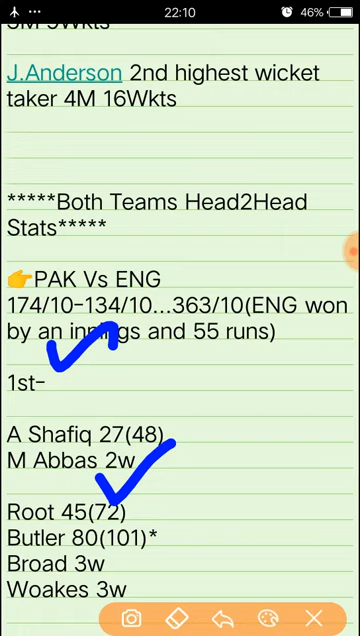 22:10
46%
J.Anderson 2nd highest wicket
taker 4M 16Wkts
*****Both Teams Head2Head
Stats*****
👉PAK Vs ENG
174/10-134/10...363/10(ENG won
by an innings and 55 runs)
1st-
A Shafiq 27(48)
M Abbas 2w
Root 45(72)
Butler 80(101)*
Broad 3w
Woakes 3w